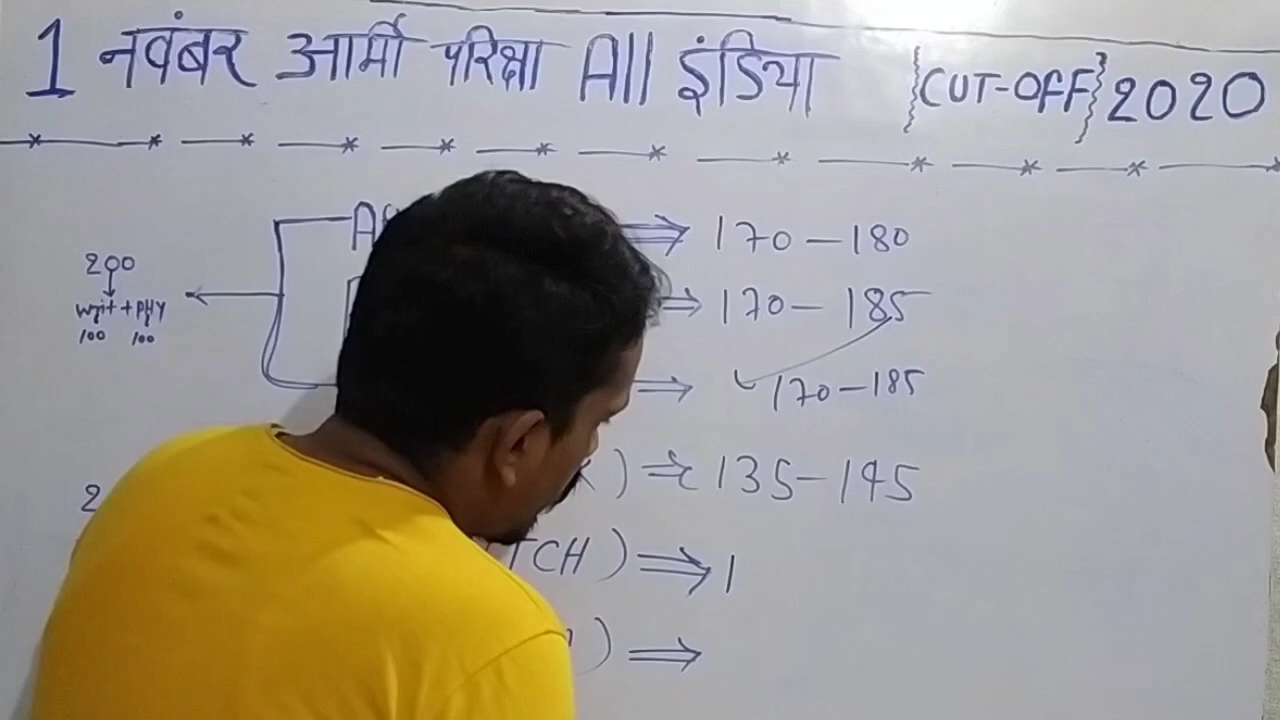 1 नवंबर आर्मी परिक्षा All इंडिया {CUT-OFF} 2020
⇒ 170 - 180
200
writ + PHY
100 100
⇒ 170 - 185
⇒ 170 - 185
) ⇒ 135 - 145
TCH) ⇒ 1
) ⇒